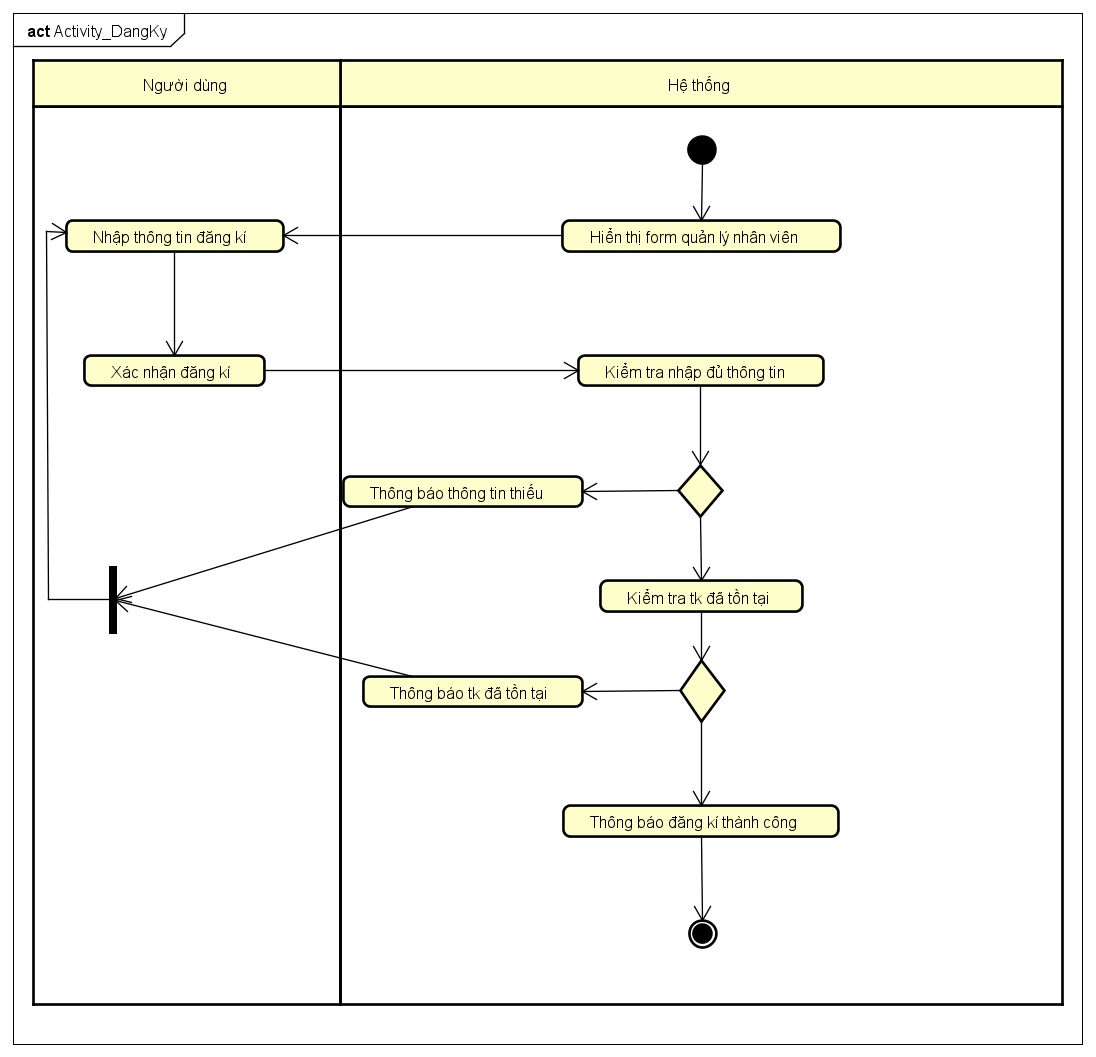 act Activity_DangKy
Người dùng
Hệ thống
Nhập thông tin đăng kí
Hiển thị form quản lý nhân viên
Xác nhận đăng kí
Kiểm tra nhập đủ thông tin
Thông báo thông tin thiếu
Kiểm tra tk đã tồn tại
Thông báo tk đã tồn tại
Thông báo đăng kí thành công